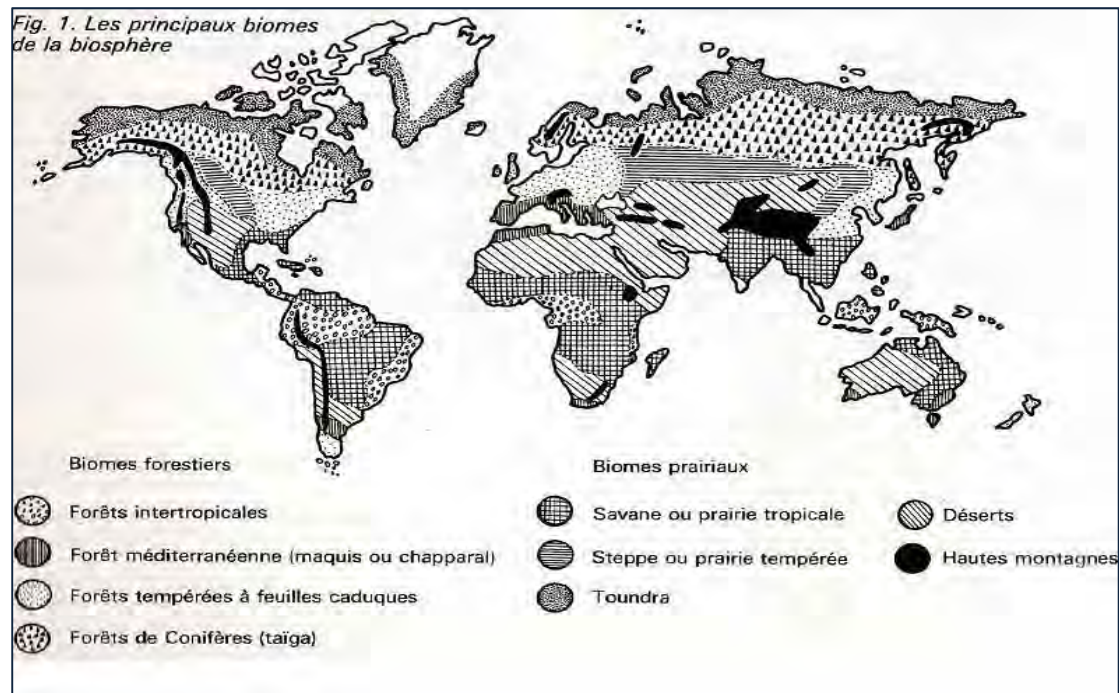 Fig. 1. Les principaux biomes
de la biosphère
Biomes forestiers
Forêts intertropicales
Forêt méditerranéenne (maquis ou chapparal)
Forêts tempérées à feuilles caduques
Forêts de Conifères (taïga)
Biomes prairiaux
Savane ou prairie tropicale
Steppe ou prairie tempérée
Toundra
Déserts
Hautes montagnes